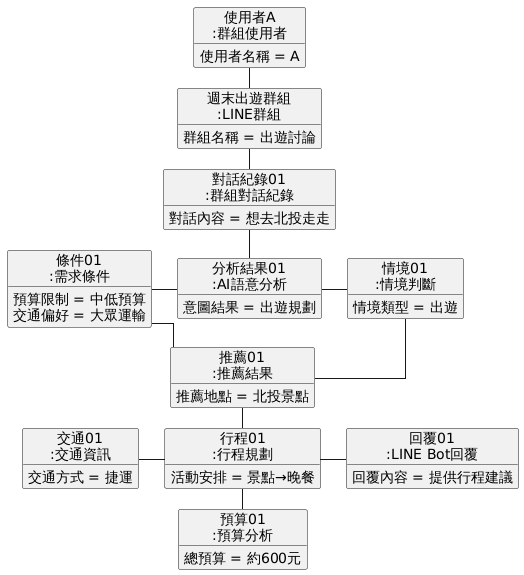 使用者A
:群組使用者
使用者名稱 = A
週末出遊群組
:LINE群組
群組名稱 = 出遊討論
對話紀錄01
:群組對話紀錄
對話內容 = 想去北投走走
條件01
:需求條件
預算限制 = 中低預算
交通偏好 = 大眾運輸
分析結果01
:AI語意分析
意圖結果 = 出遊規劃
情境01
:情境判斷
情境類型 = 出遊
推薦01
:推薦結果
推薦地點 = 北投景點
交通01
:交通資訊
交通方式 = 捷運
行程01
:行程規劃
活動安排 = 景點→晚餐
回覆01
:LINE Bot回覆
回覆內容 = 提供行程建議
預算01
:預算分析
總預算 = 約600元